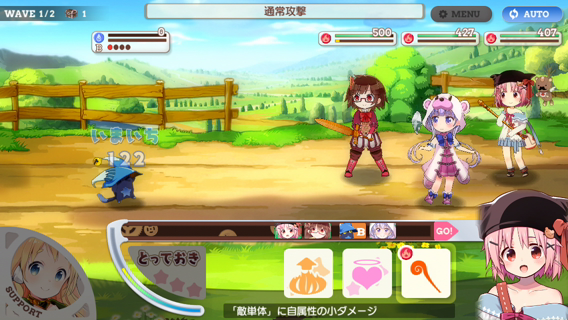 WAVE 1/2
1
通常攻撃
MENU
AUTO
0
B
500
427
407
いまいち
122
B
GO!
とっておき
SUPPORT
「敵単体」に自属性の小ダメージ